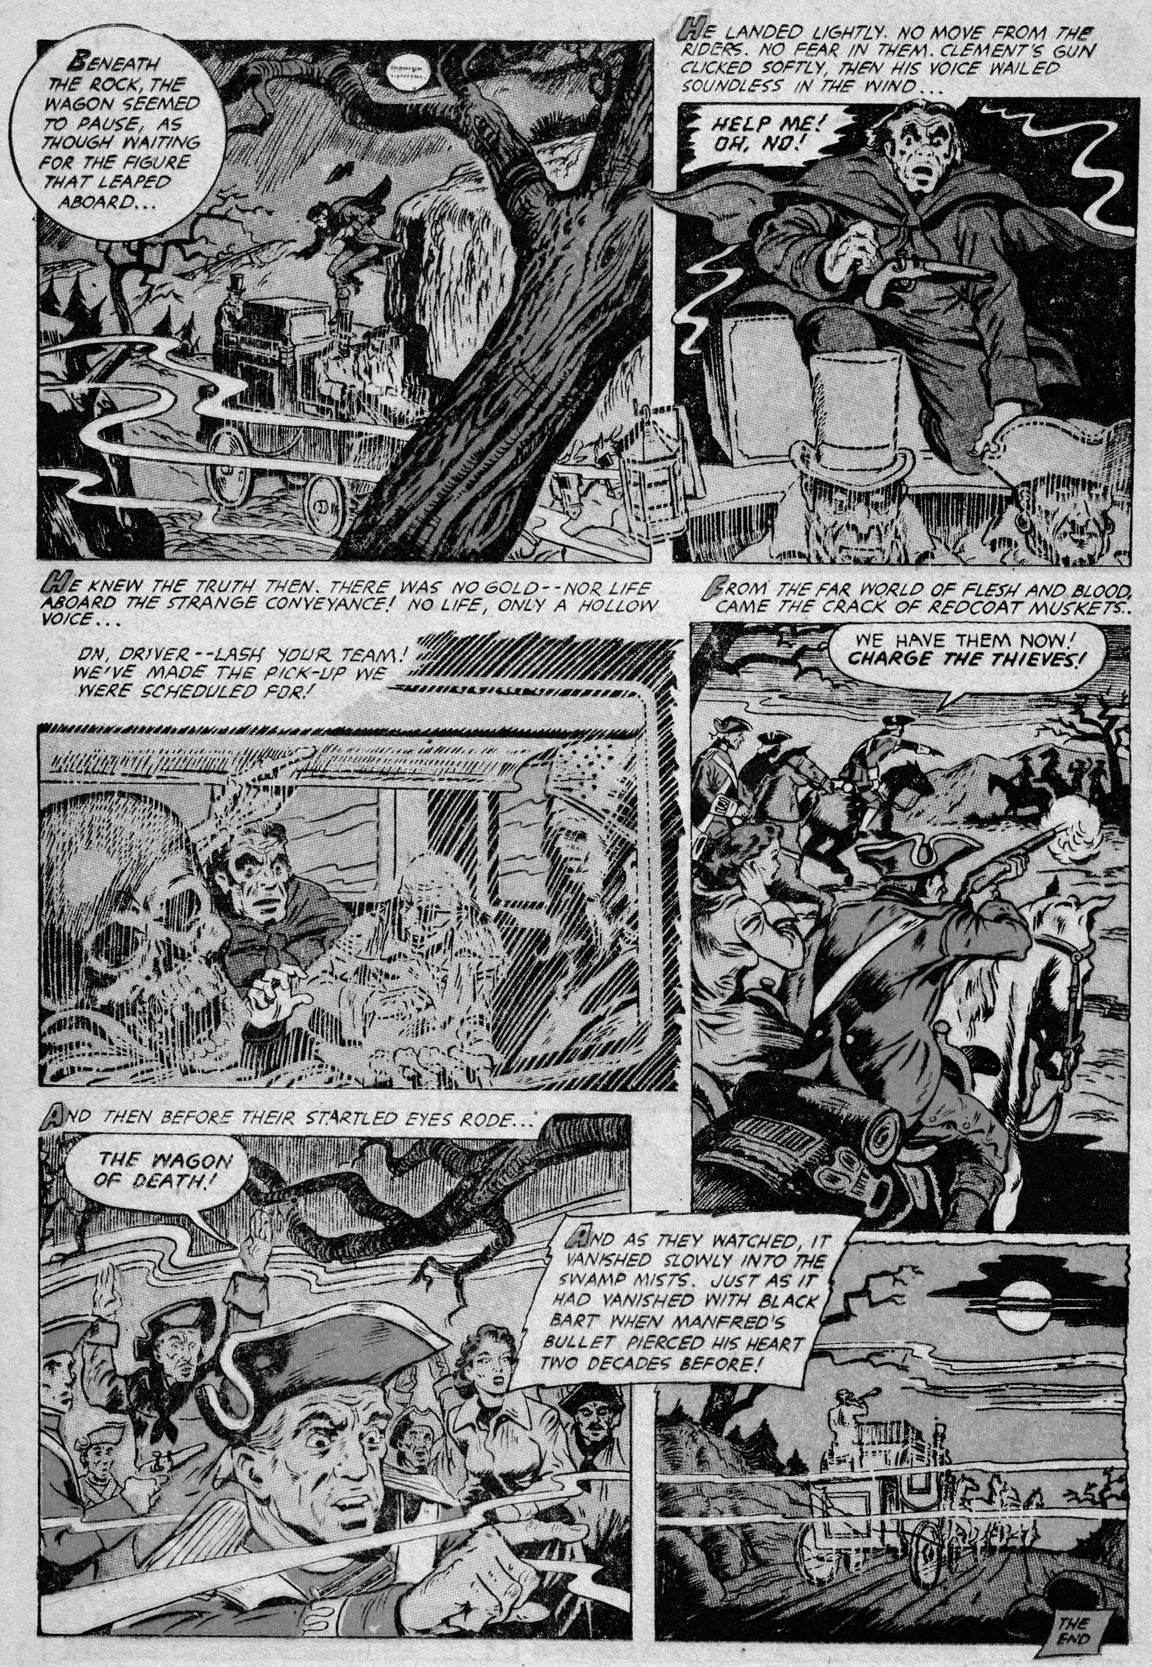 BENEATH
THE ROCK, THE
WAGON SEEMED
TO PAUSE, AS
THOUGH WAITING
FOR THE FIGURE
THAT LEAPED
ABOARD...
HE LANDED LIGHTLY. NO MOVE FROM THE
RIDERS. NO FEAR IN THEM. CLEMENT'S GUN
CLICKED SOFTLY, THEN HIS VOICE WAILED
SOUNDLESS IN THE WIND...
HELP ME!
OH, NO!
HE KNEW THE TRUTH THEN. THERE WAS NO GOLD--NOR LIFE
ABOARD THE STRANGE CONVEYANCE! NO LIFE, ONLY A HOLLOW
VOICE...
ON, DRIVER--LASH YOUR TEAM!
WE'VE MADE THE PICK-UP WE
WERE SCHEDULED FOR!
FROM THE FAR WORLD OF FLESH AND BLOOD,
CAME THE CRACK OF REDCOAT MUSKETS..
WE HAVE THEM NOW!
CHARGE THE THIEVES!
AND THEN BEFORE THEIR STARTLED EYES RODE...
THE WAGON
OF DEATH!
AND AS THEY WATCHED, IT
VANISHED SLOWLY INTO THE
SWAMP MISTS. JUST AS IT
HAD VANISHED WITH BLACK
BART WHEN MANFRED'S
BULLET PIERCED HIS HEART
TWO DECADES BEFORE!
THE
END